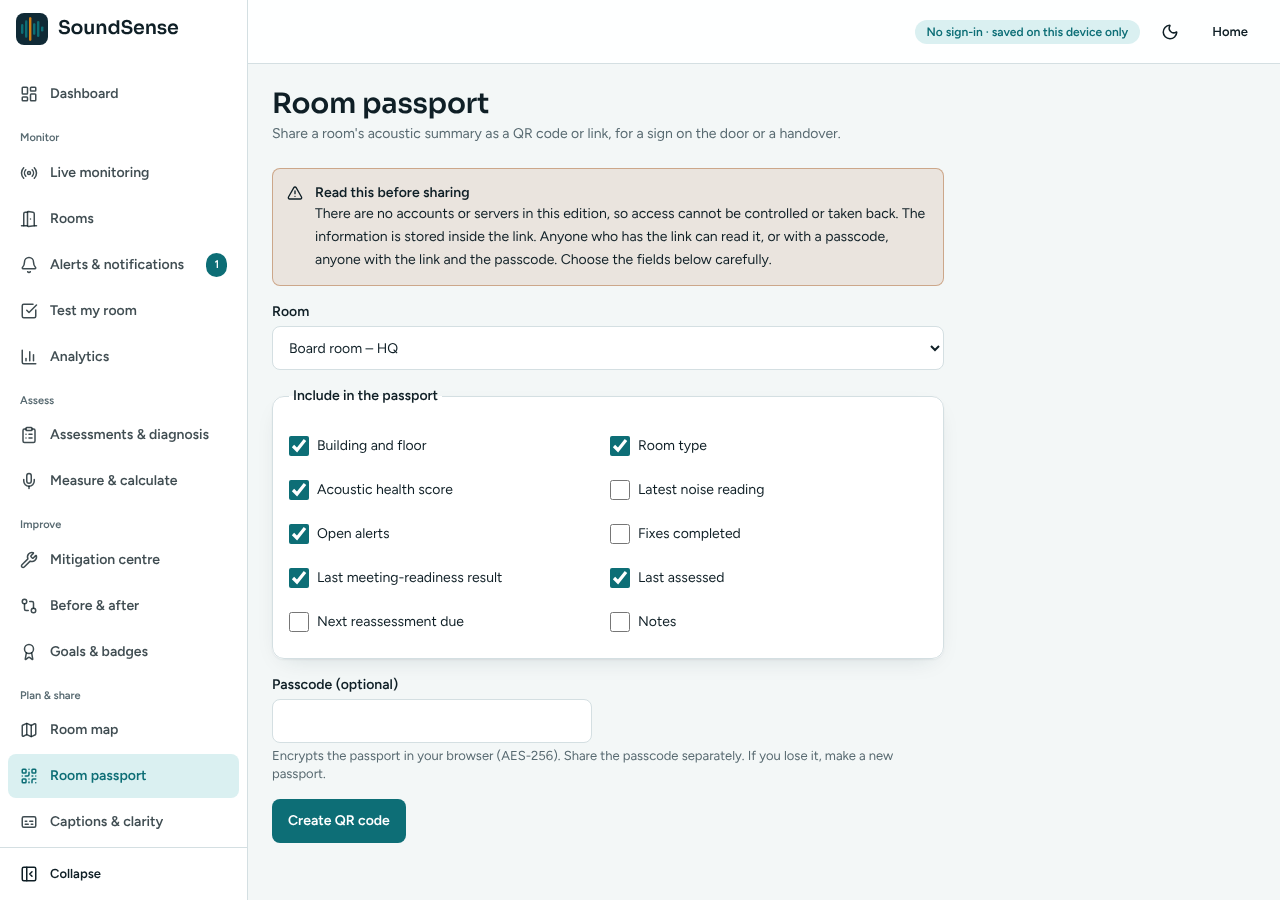 SoundSense
No sign-in · saved on this device only
Home
Dashboard
Monitor
Live monitoring
Rooms
Alerts & notifications
1
Test my room
Analytics
Assess
Assessments & diagnosis
Measure & calculate
Improve
Mitigation centre
Before & after
Goals & badges
Plan & share
Room map
Room passport
Captions & clarity
Collapse
Room passport
Share a room's acoustic summary as a QR code or link, for a sign on the door or a handover.
Read this before sharing
There are no accounts or servers in this edition, so access cannot be controlled or taken back. The
information is stored inside the link. Anyone who has the link can read it, or with a passcode,
anyone with the link and the passcode. Choose the fields below carefully.
Room
Board room – HQ
Include in the passport
Building and floor
Room type
Acoustic health score
Latest noise reading
Open alerts
Fixes completed
Last meeting-readiness result
Last assessed
Next reassessment due
Notes
Passcode (optional)
Encrypts the passport in your browser (AES-256). Share the passcode separately. If you lose it, make a new
passport.
Create QR code